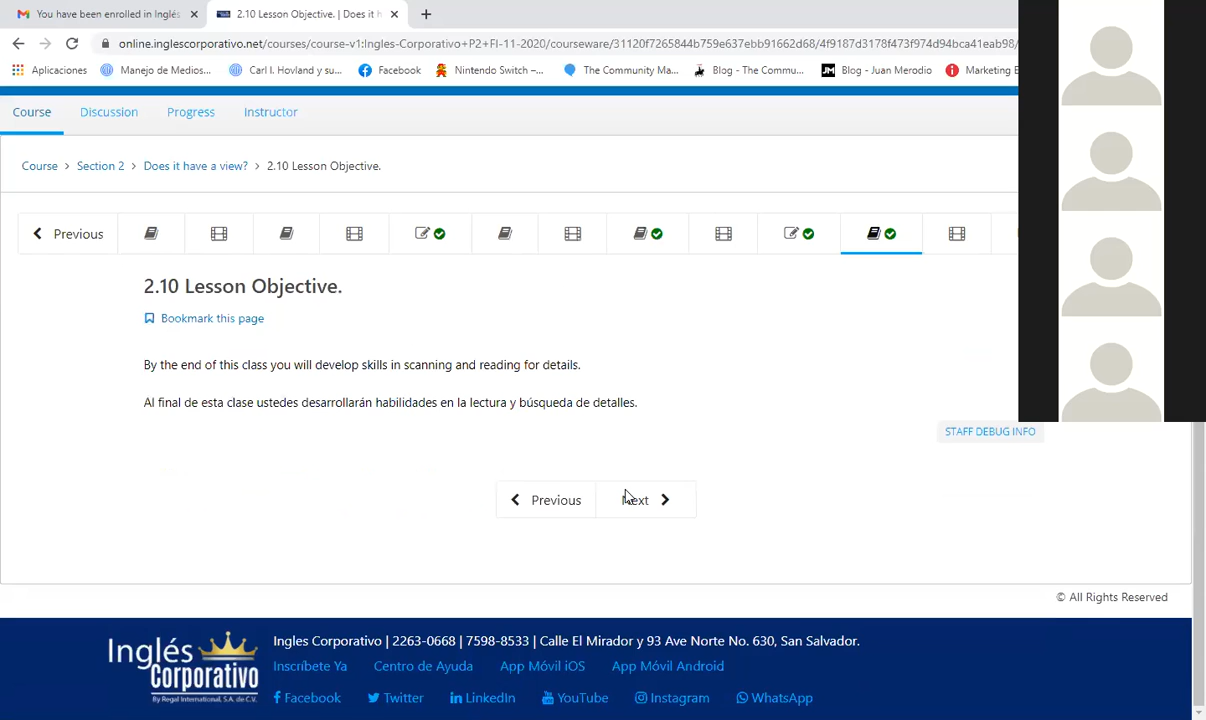 You have been enrolled in Inglés
2.10 Lesson Objective. | Does it h
online.inglescorporativo.net/courses/course-v1:Ingles-Corporativo+P2+FI-11-2020/courseware/31120f7265844b759e637ebb91662d68/4f9187d3178f473f974d94bca41eab98/
Aplicaciones
Manejo de Medios...
Carl I. Hovland y su...
Facebook
Nintendo Switch –...
The Community Ma...
Blog - The Commu...
Blog - Juan Merodio
Marketing E
Course
Discussion
Progress
Instructor
Course > Section 2 > Does it have a view? > 2.10 Lesson Objective.
Previous
2.10 Lesson Objective.
Bookmark this page
By the end of this class you will develop skills in scanning and reading for details.
Al final de esta clase ustedes desarrollarán habilidades en la lectura y búsqueda de detalles.
STAFF DEBUG INFO
Previous
Next
© All Rights Reserved
Inglés
Corporativo
By Regal International, S.A. de C.V.
Ingles Corporativo | 2263-0668 | 7598-8533 | Calle El Mirador y 93 Ave Norte No. 630, San Salvador.
Inscríbete Ya
Centro de Ayuda
App Móvil iOS
App Móvil Android
Facebook
Twitter
LinkedIn
YouTube
Instagram
WhatsApp